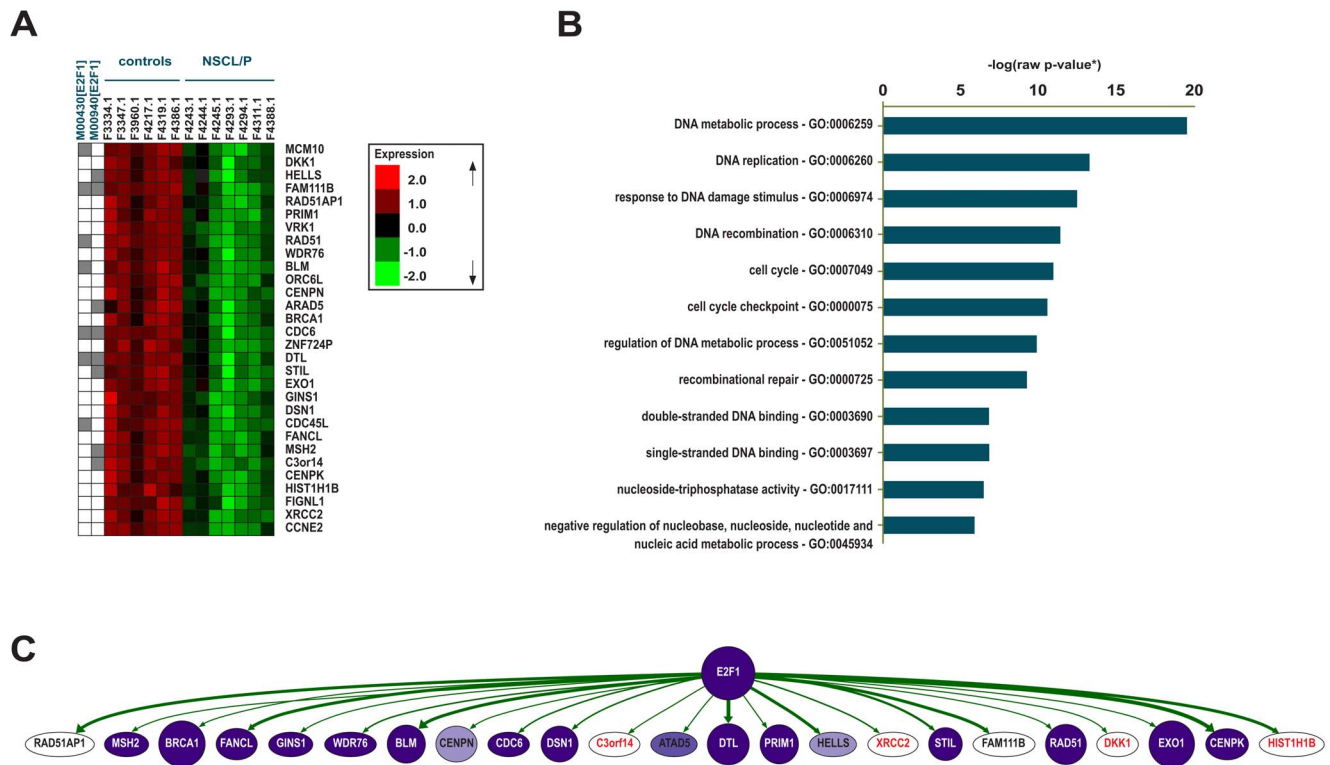 A
M00430[E2F1]
M00940[E2F1]
controls
NSCL/P
F3334.1
F3347.1
F3960.1
F4217.1
F4319.1
F4386.1
F4243.1
F4244.1
F4245.1
F4293.1
F4294.1
F4311.1
F4388.1
MCM10
DKK1
HELLS
FAM111B
RAD51AP1
PRIM1
VRK1
RAD51
WDR76
BLM
ORC6L
CENPN
ARAD5
BRCA1
CDC6
ZNF724P
DTL
STIL
EXO1
GINS1
DSN1
CDC45L
FANCL
MSH2
C3or14
CENPK
HIST1H1B
FIGNL1
XRCC2
CCNE2
Expression
2.0
1.0
0.0
-1.0
-2.0
B
-log(raw p-value*)
0 5 10 15 20
DNA metabolic process - GO:0006259
DNA replication - GO:0006260
response to DNA damage stimulus - GO:0006974
DNA recombination - GO:0006310
cell cycle - GO:0007049
cell cycle checkpoint - GO:0000075
regulation of DNA metabolic process - GO:0051052
recombinational repair - GO:0000725
double-stranded DNA binding - GO:0003690
single-stranded DNA binding - GO:0003697
nucleoside-triphosphatase activity - GO:0017111
negative regulation of nucleobase, nucleoside, nucleotide and
nucleic acid metabolic process - GO:0045934
C
E2F1
RAD51AP1 MSH2 BRCA1 FANCL GINS1 WDR76 BLM CENPN CDC6 DSN1 C3orf14 ATAD5 DTL PRIM1 HELLS XRCC2 STIL FAM111B RAD51 DKK1 EXO1 CENPK HIST1H1B